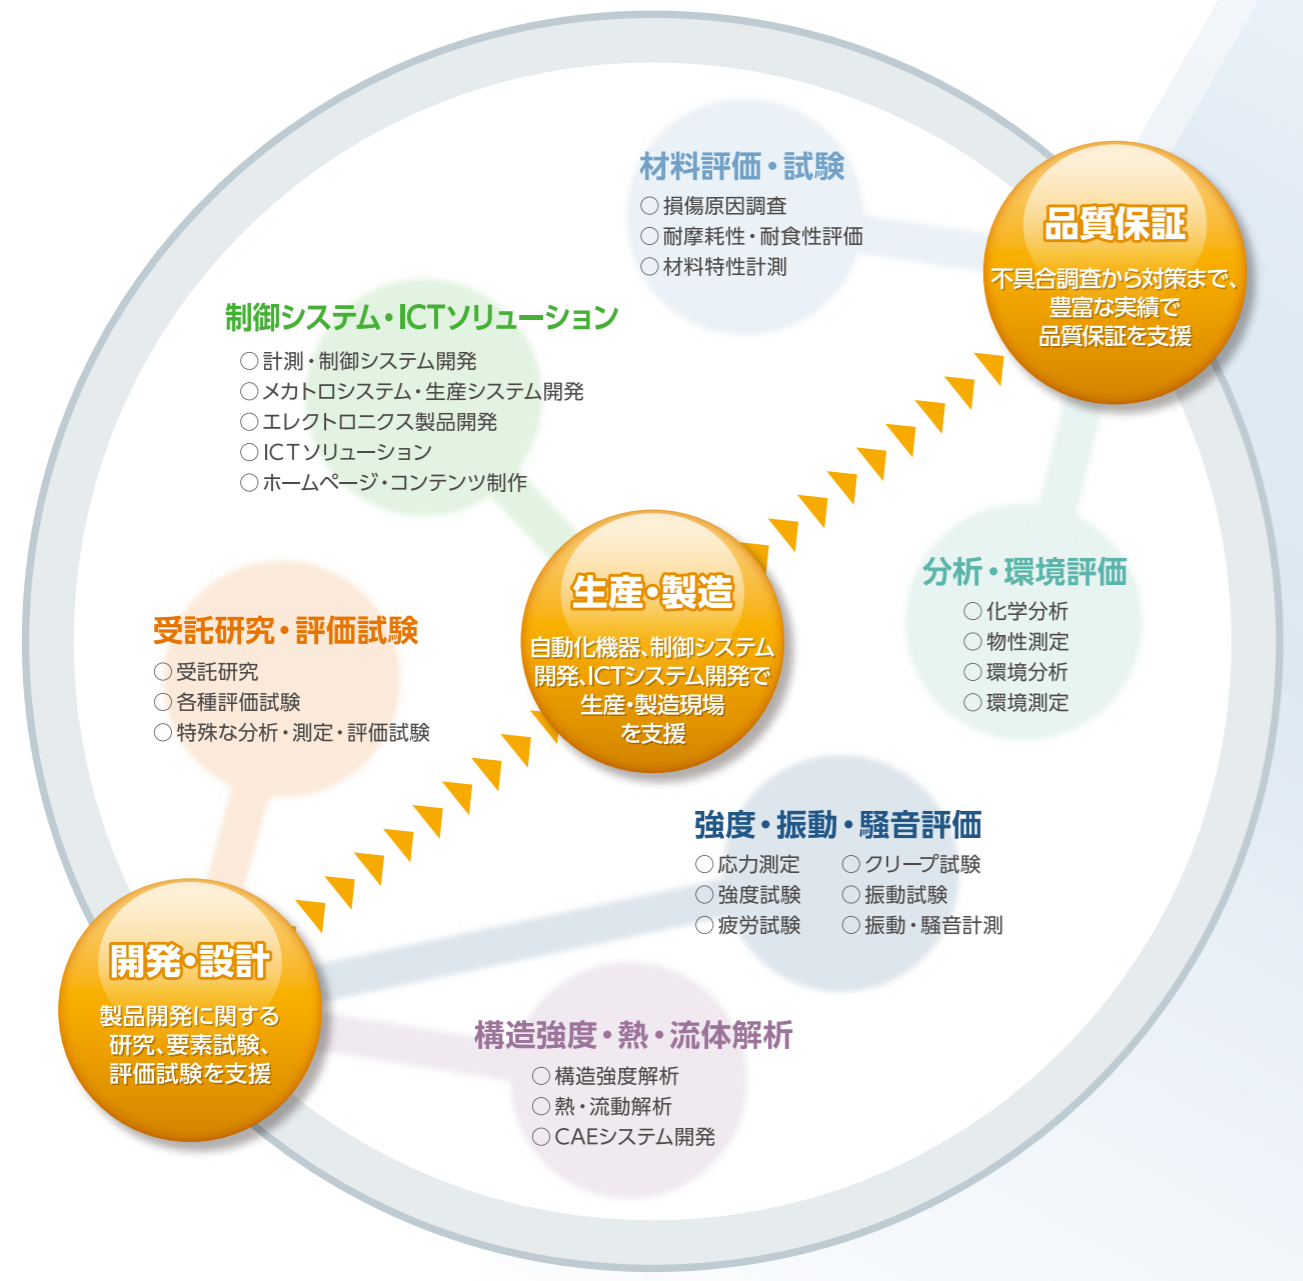 材料評価・試験
○損傷原因調査
○耐摩耗性・耐食性評価
○材料特性計測
品質保証
不具合調査から対策まで、
豊富な実績で
品質保証を支援
制御システム・ICTソリューション
○計測・制御システム開発
○メカトロシステム・生産システム開発
○エレクトロニクス製品開発
○ICTソリューション
○ホームページ・コンテンツ制作
生産・製造
自動化機器、制御システム
開発、ICTシステム開発で
生産・製造現場
を支援
分析・環境評価
○化学分析
○物性測定
○環境分析
○環境測定
受託研究・評価試験
○受託研究
○各種評価試験
○特殊な分析・測定・評価試験
強度・振動・騒音評価
○応力測定 ○クリープ試験
○強度試験 ○振動試験
○疲労試験 ○振動・騒音計測
開発・設計
製品開発に関する
研究、要素試験、
評価試験を支援
構造強度・熱・流体解析
○構造強度解析
○熱・流動解析
○CAEシステム開発